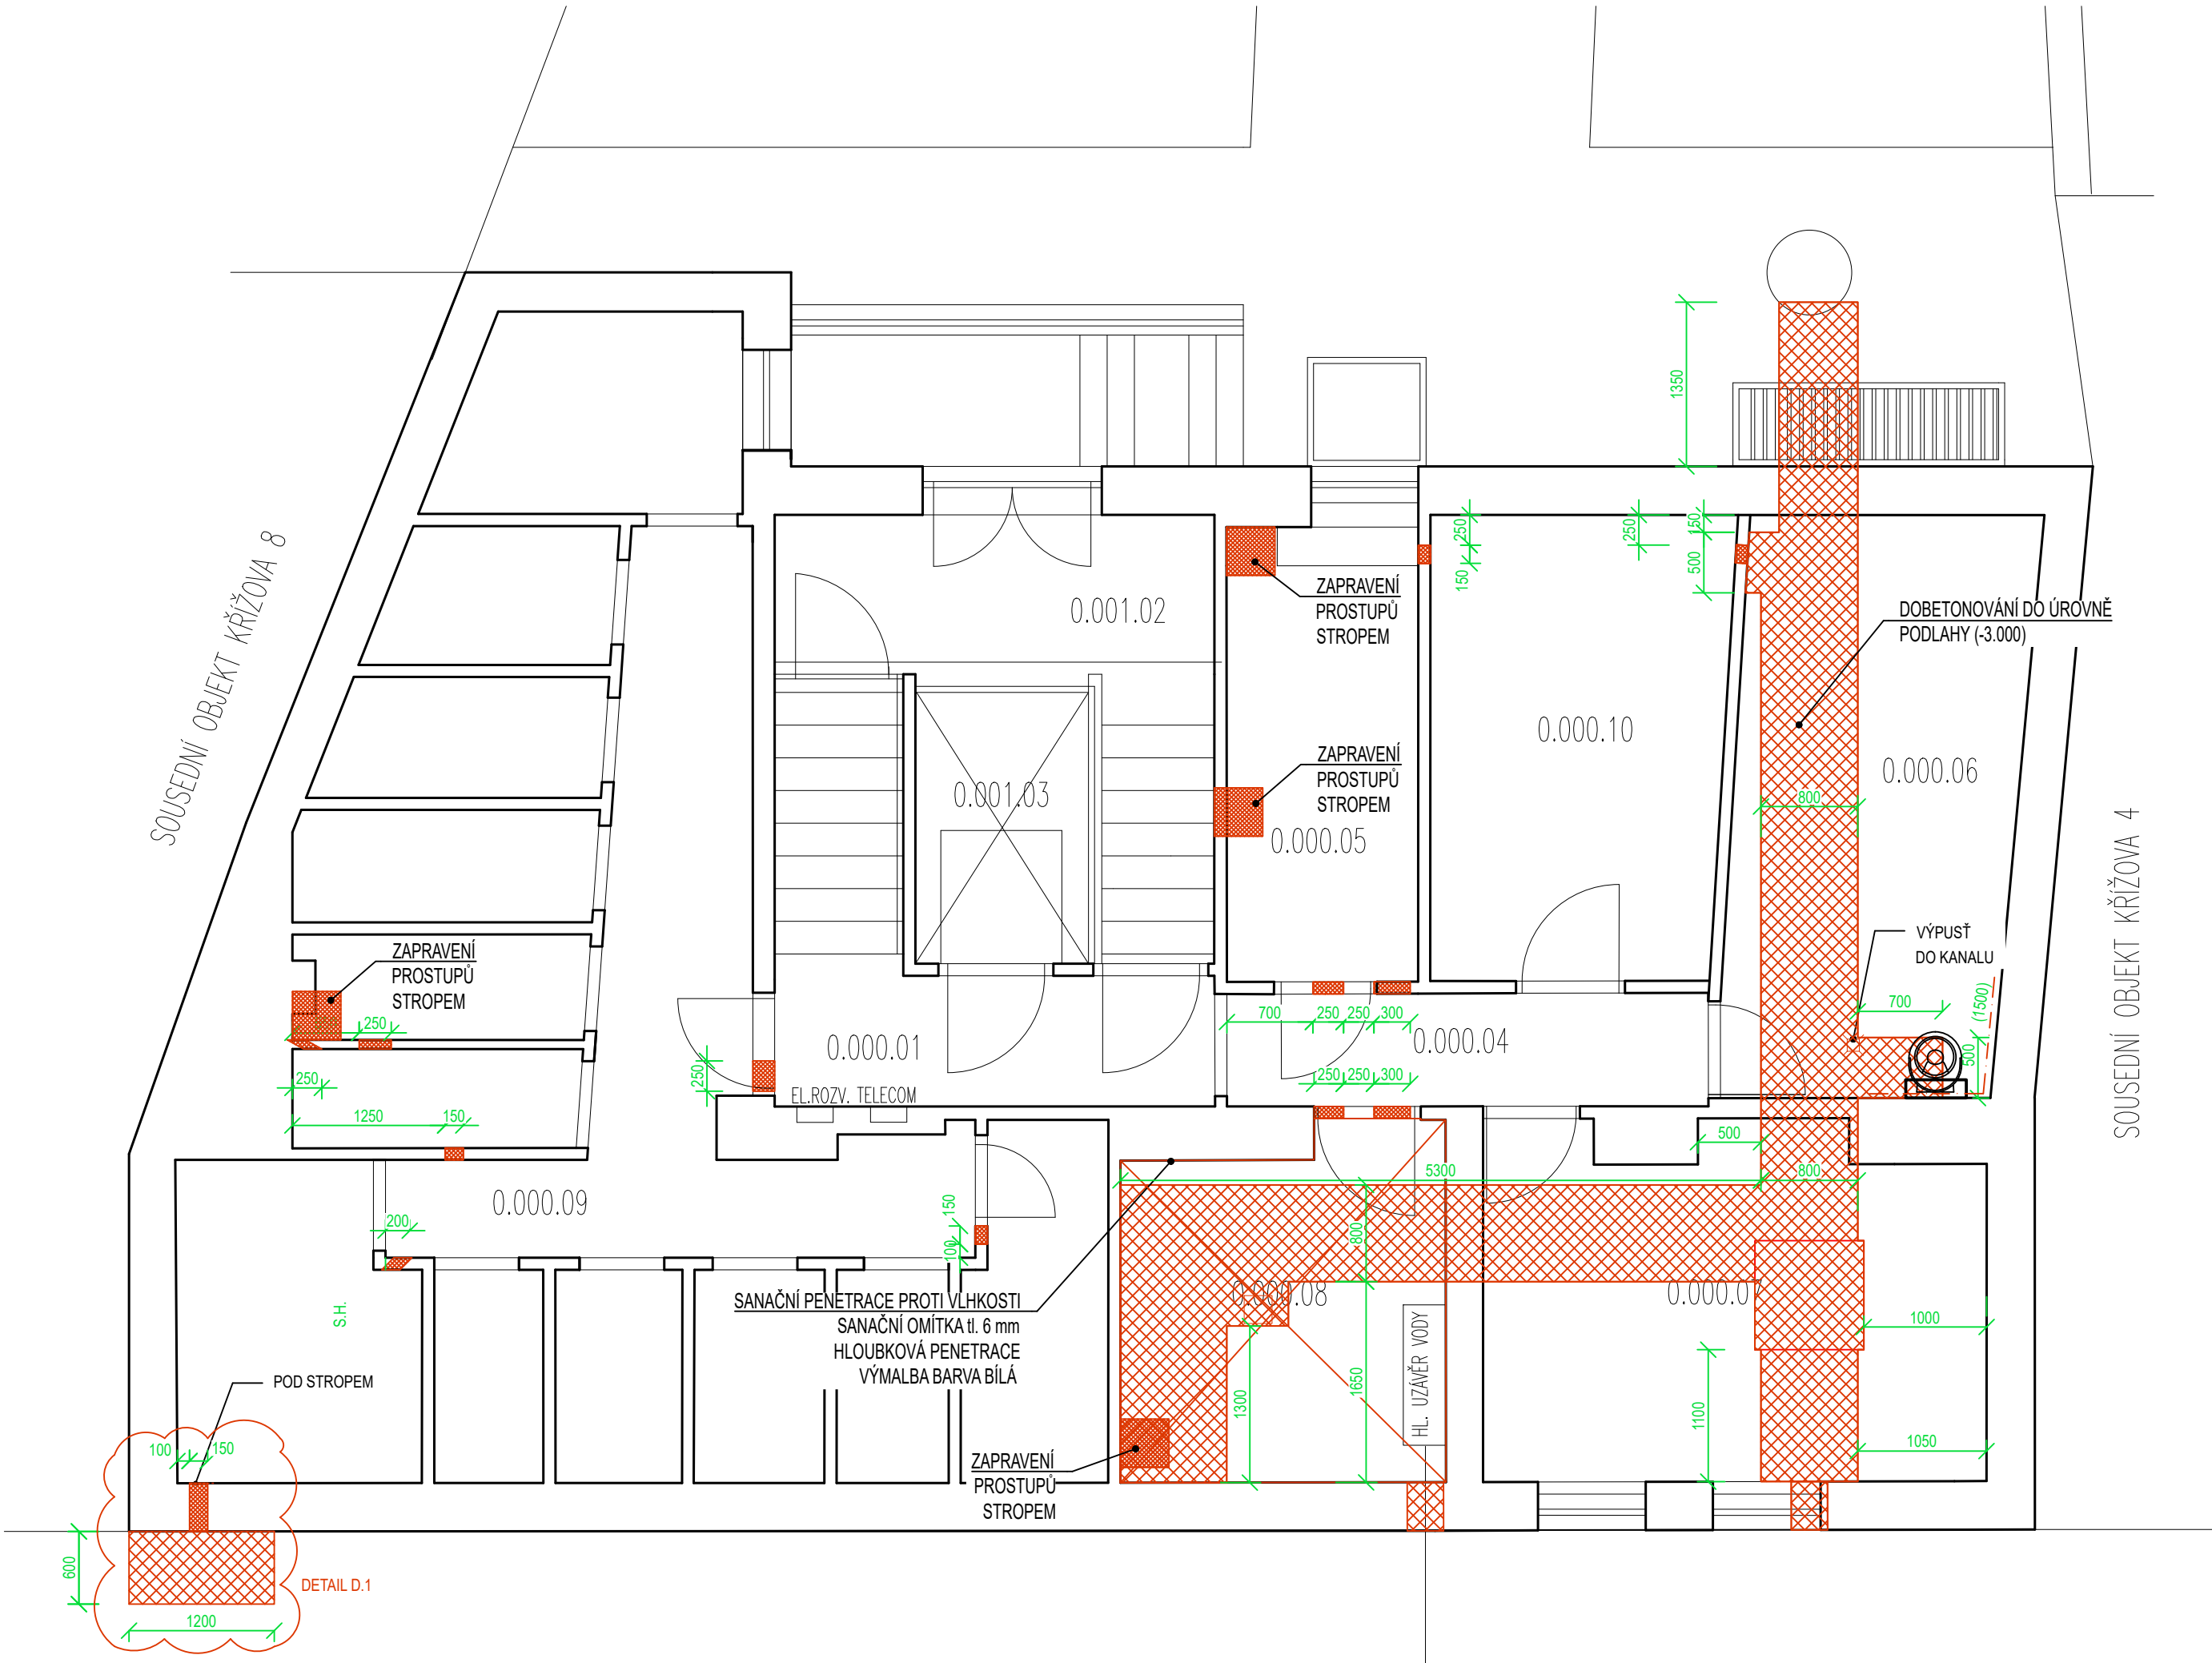 1350
SOUSEDNÍ OBJEKT KŘÍŽOVA 8
250
150
250
150
500
ZAPRAVENÍ
PROSTUPŮ
STROPEM
0.001.02
DOBETONOVÁNÍ DO ÚROVNĚ
PODLAHY (-3.000)
0.000.10
ZAPRAVENÍ
PROSTUPŮ
STROPEM
0.001.03
0.000.06
800
0.000.05
SOUSEDNÍ OBJEKT KŘÍŽOVA 4
ZAPRAVENÍ
PROSTUPŮ
STROPEM
VÝPUSŤ
DO KANALU
700
(1500)
500
250
700
250
250
300
0.000.01
0.000.04
250
250
250
250
300
EL.ROZV. TELECOM
1250
150
500
5300
800
0.000.09
150
200
100
800
0.000.08
0.000.07
SANAČNÍ PENETRACE PROTI VLHKOSTI
SANAČNÍ OMÍTKA tl. 6 mm
HLOUBKOVÁ PENETRACE
VÝMALBA BARVA BÍLÁ
S.H.
1000
HL. UZÁVĚR VODY
POD STROPEM
1300
1650
1100
1050
100
150
ZAPRAVENÍ
PROSTUPŮ
STROPEM
600
DETAIL D.1
1200